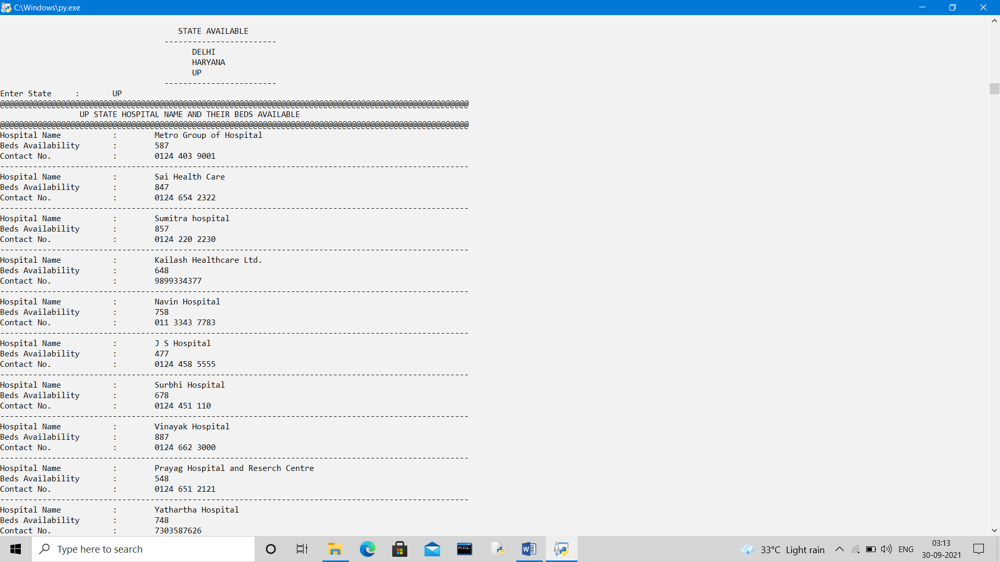 C:\Windows\py.exe
STATE AVAILABLE
------------------------
DELHI
HARYANA
UP
------------------------
Enter State     :       UP
@@@@@@@@@@@@@@@@@@@@@@@@@@@@@@@@@@@@@@@@@@@@@@@@@@@@@@@@@@@@@@@@@@@@@@@@@@@@@@@@@@@@@@@@@@@@@@@@@@@@
UP STATE HOSPITAL NAME AND THEIR BEDS AVAILABLE
@@@@@@@@@@@@@@@@@@@@@@@@@@@@@@@@@@@@@@@@@@@@@@@@@@@@@@@@@@@@@@@@@@@@@@@@@@@@@@@@@@@@@@@@@@@@@@@@@@@@
Hospital Name           :        Metro Group of Hospital
Beds Availability       :        587
Contact No.             :        0124 403 9001
----------------------------------------------------------------------------------------------------
Hospital Name           :        Sai Health Care
Beds Availability       :        847
Contact No.             :        0124 654 2322
----------------------------------------------------------------------------------------------------
Hospital Name           :        Sumitra hospital
Beds Availability       :        857
Contact No.             :        0124 220 2230
----------------------------------------------------------------------------------------------------
Hospital Name           :        Kailash Healthcare Ltd.
Beds Availability       :        648
Contact No.             :        9899334377
----------------------------------------------------------------------------------------------------
Hospital Name           :        Navin Hospital
Beds Availability       :        758
Contact No.             :        011 3343 7783
----------------------------------------------------------------------------------------------------
Hospital Name           :        J S Hospital
Beds Availability       :        477
Contact No.             :        0124 458 5555
----------------------------------------------------------------------------------------------------
Hospital Name           :        Surbhi Hospital
Beds Availability       :        678
Contact No.             :        0124 451 110
----------------------------------------------------------------------------------------------------
Hospital Name           :        Vinayak Hospital
Beds Availability       :        887
Contact No.             :        0124 662 3000
----------------------------------------------------------------------------------------------------
Hospital Name           :        Prayag Hospital and Reserch Centre
Beds Availability       :        548
Contact No.             :        0124 651 2121
----------------------------------------------------------------------------------------------------
Hospital Name           :        Yathartha Hospital
Beds Availability       :        748
Contact No.             :        7303587626
Type here to search
MySQL
33°C Light rain
ENG
03:13
30-09-2021